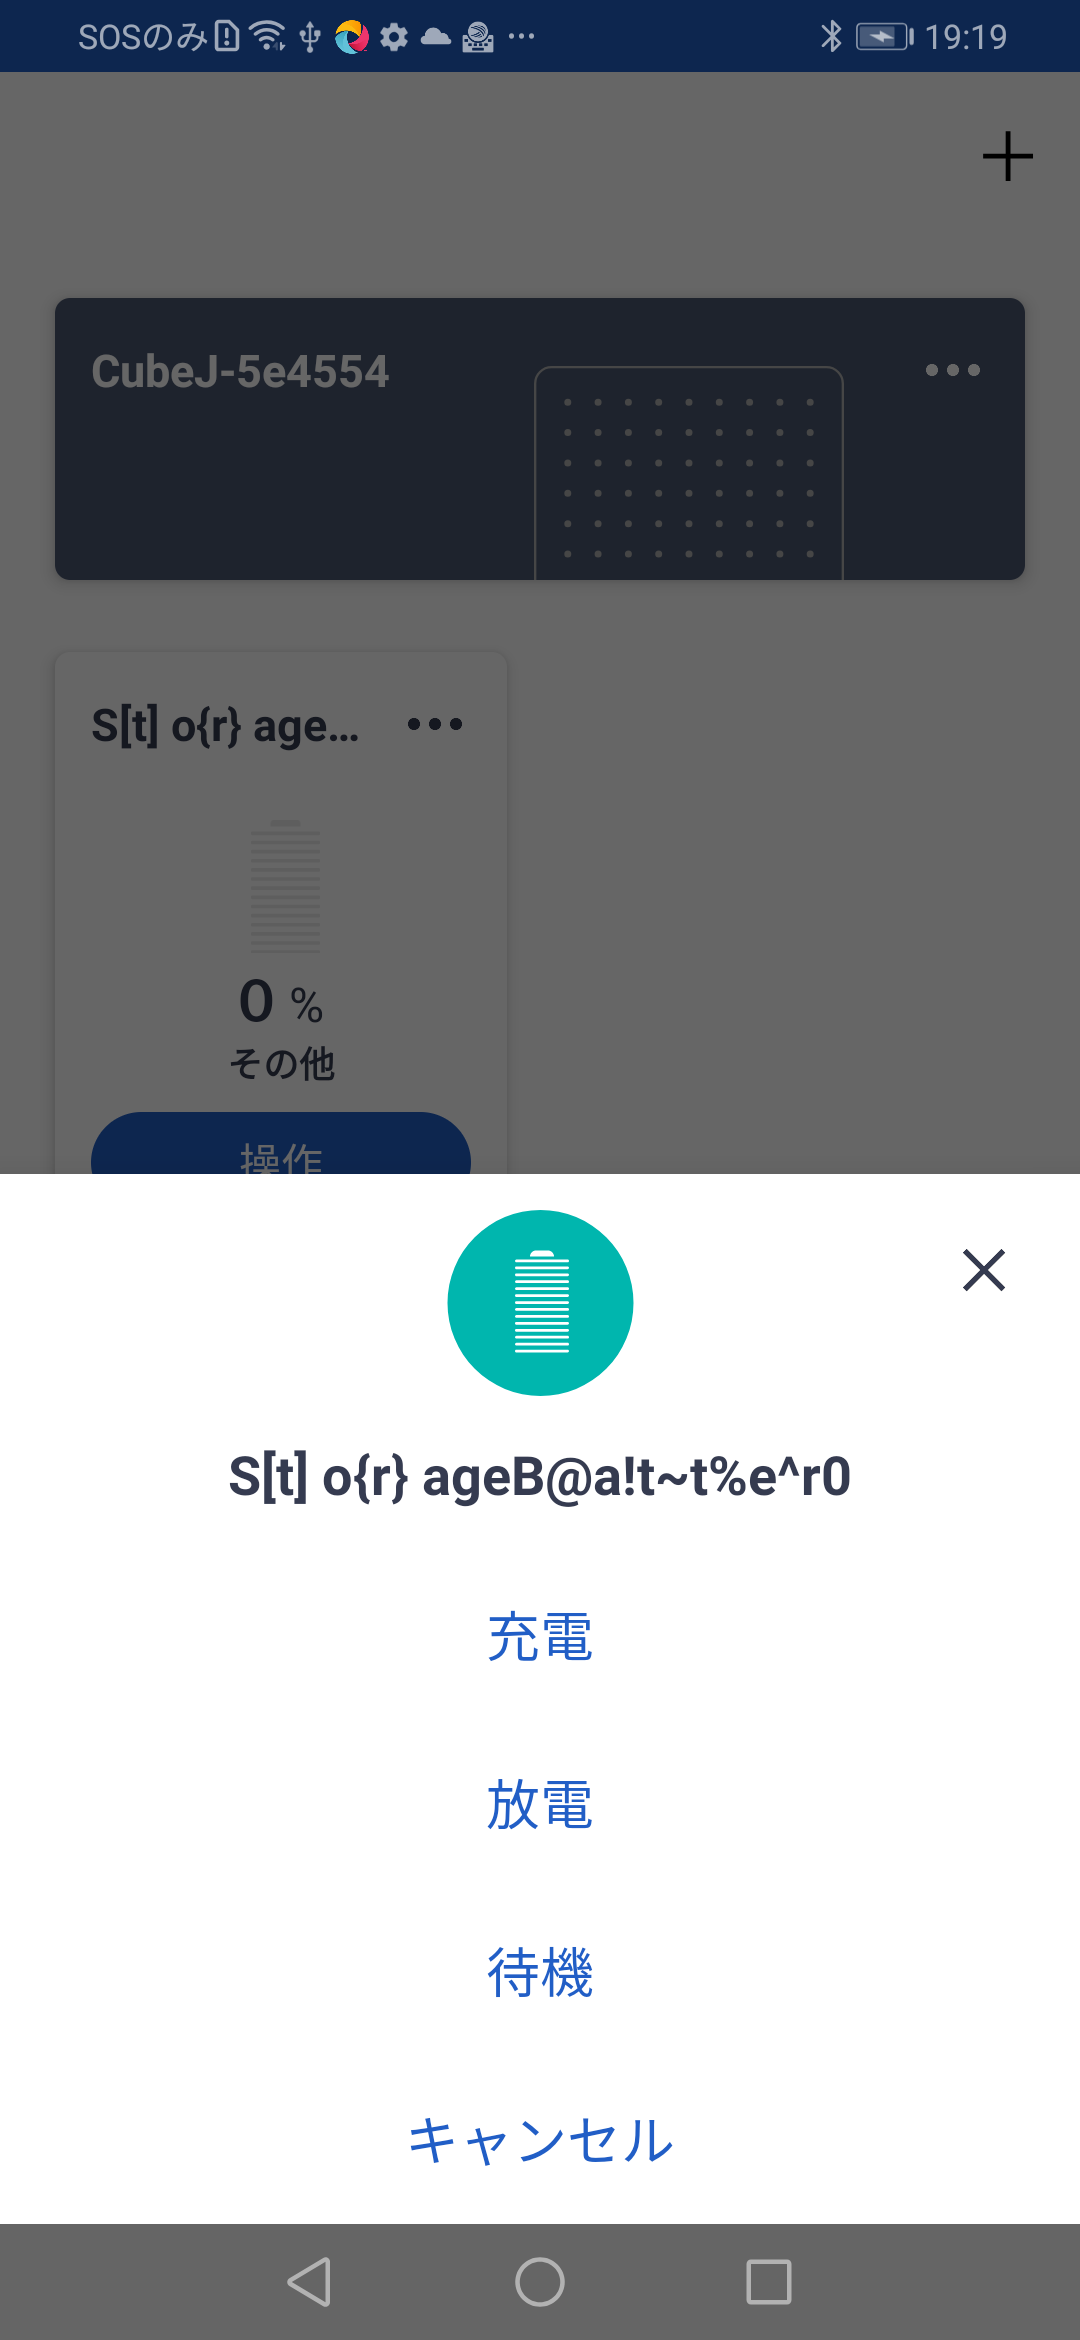 SOSのみ 19:19
CubeJ-5e4554
S[t] o{r} age...
0 %
その他
操作
S[t] o{r} ageB@a!t~t%e^r0
充電
放電
待機
キャンセル